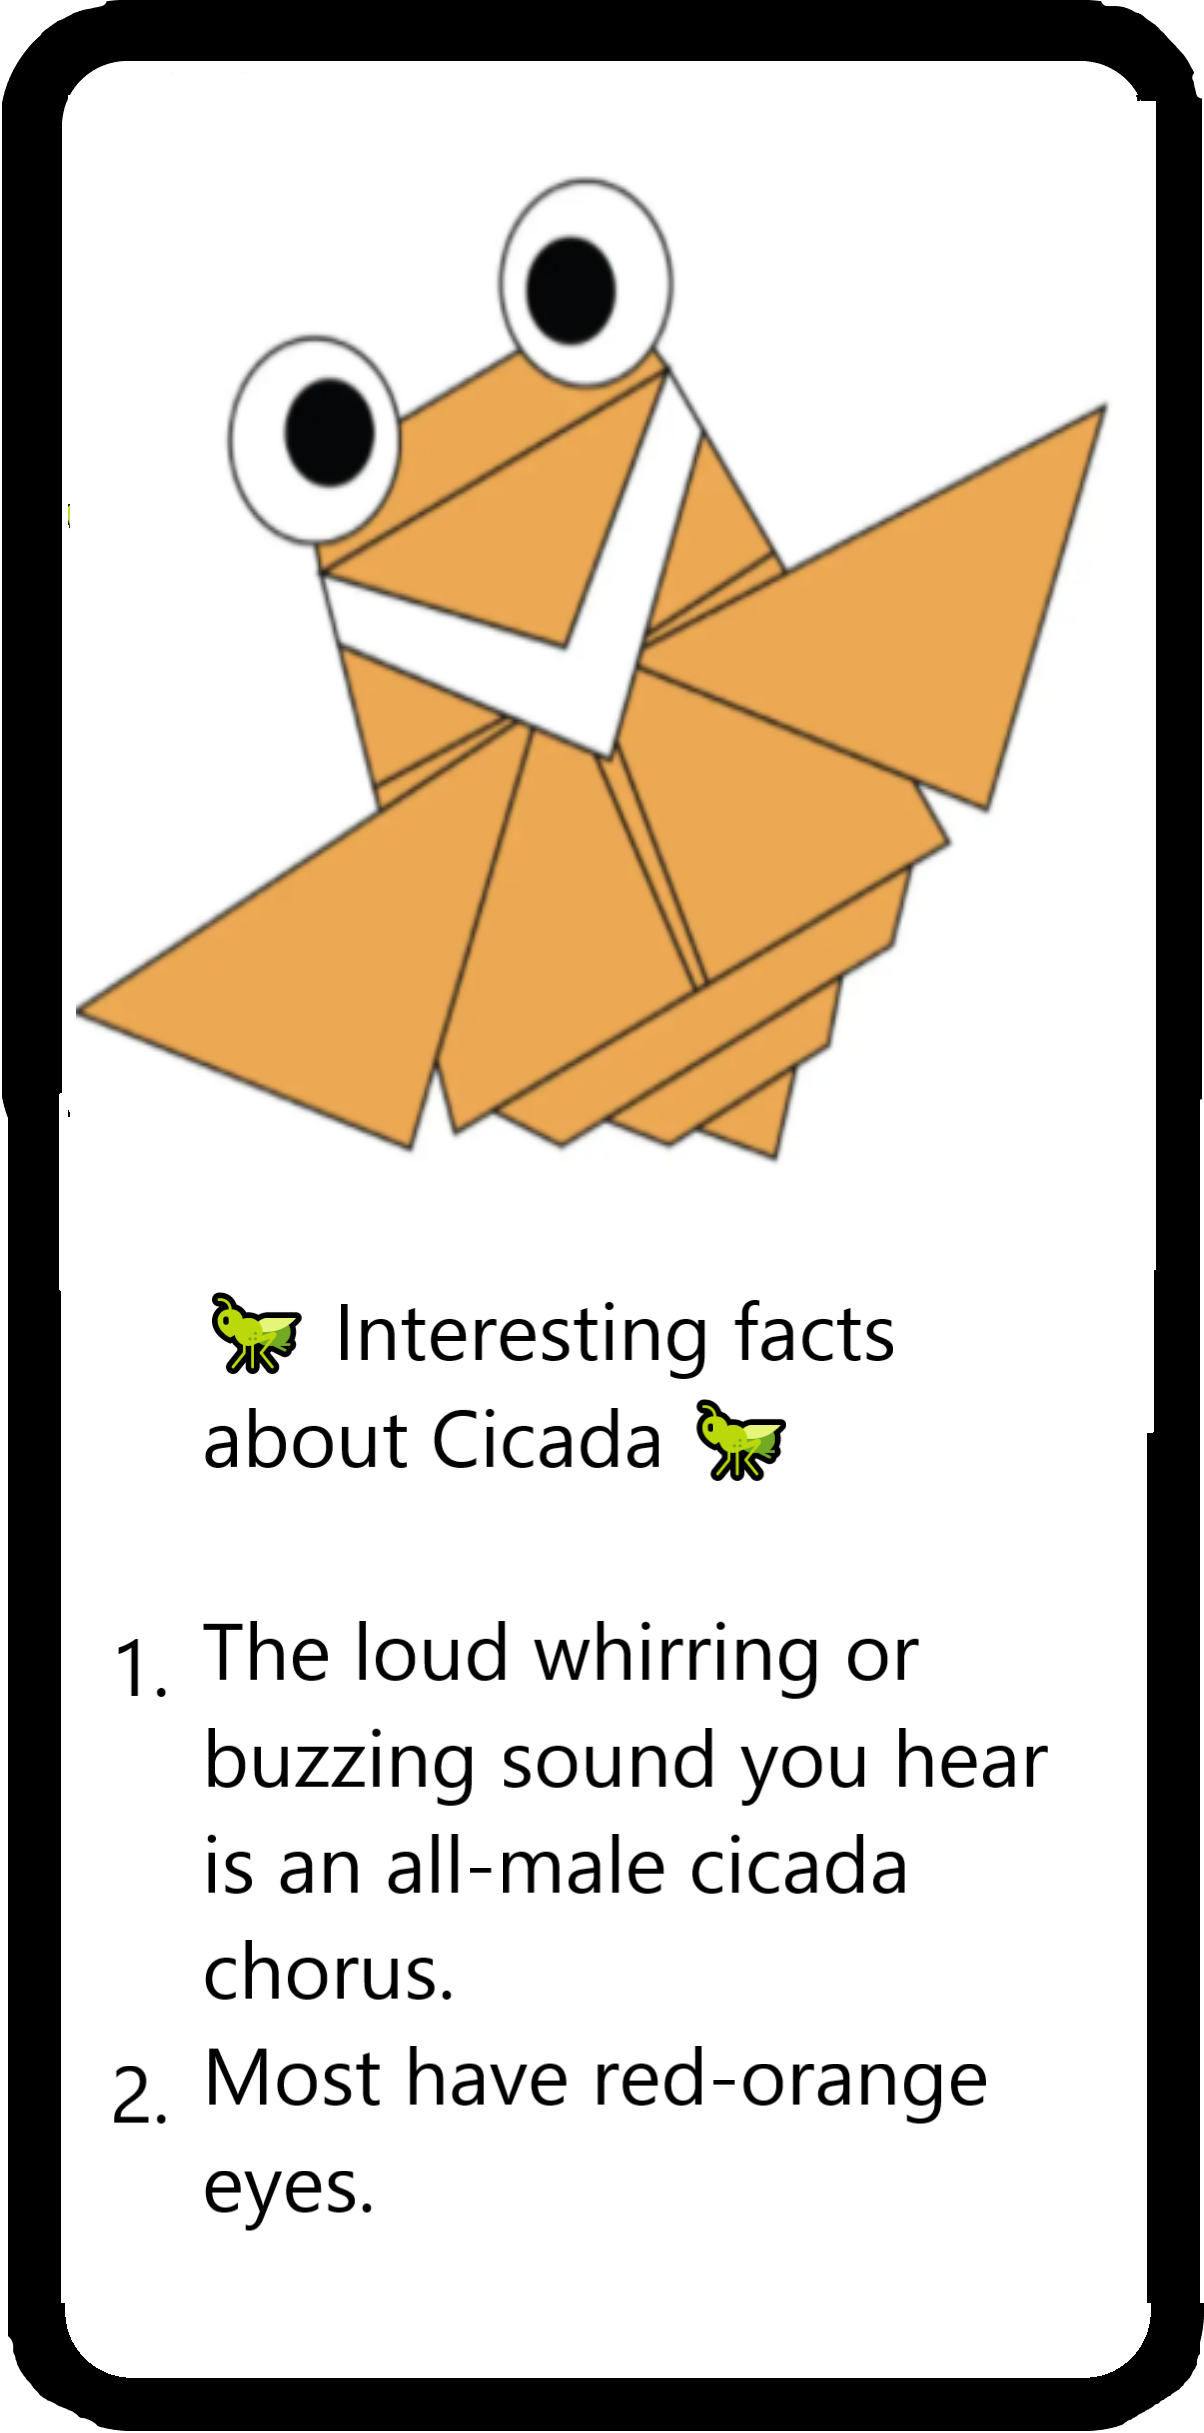 🦗 Interesting facts
about Cicada 🦗
1. The loud whirring or
buzzing sound you hear
is an all-male cicada
chorus.
2. Most have red-orange
eyes.